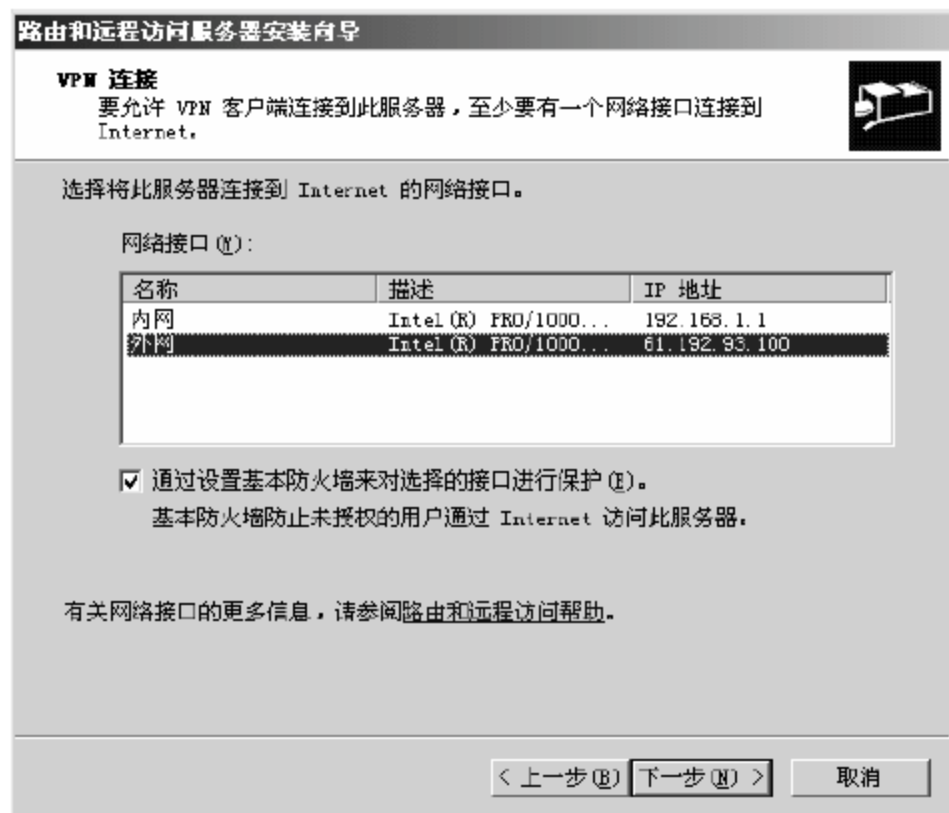 路由和远程访问服务器安装向导
VPN 连接
要允许 VPN 客户端连接到此服务器，至少要有一个网络接口连接到
Internet。
选择将此服务器连接到 Internet 的网络接口。
网络接口(W):
名称 描述 IP 地址
内网 Intel(R) PRO/1000... 192.168.1.1
外网 Intel(R) PRO/1000... 61.192.93.100
通过设置基本防火墙来对选择的接口进行保护(E)。
基本防火墙防止未授权的用户通过 Internet 访问此服务器。
有关网络接口的更多信息，请参阅路由和远程访问帮助。
< 上一步(B) 下一步(N) > 取消